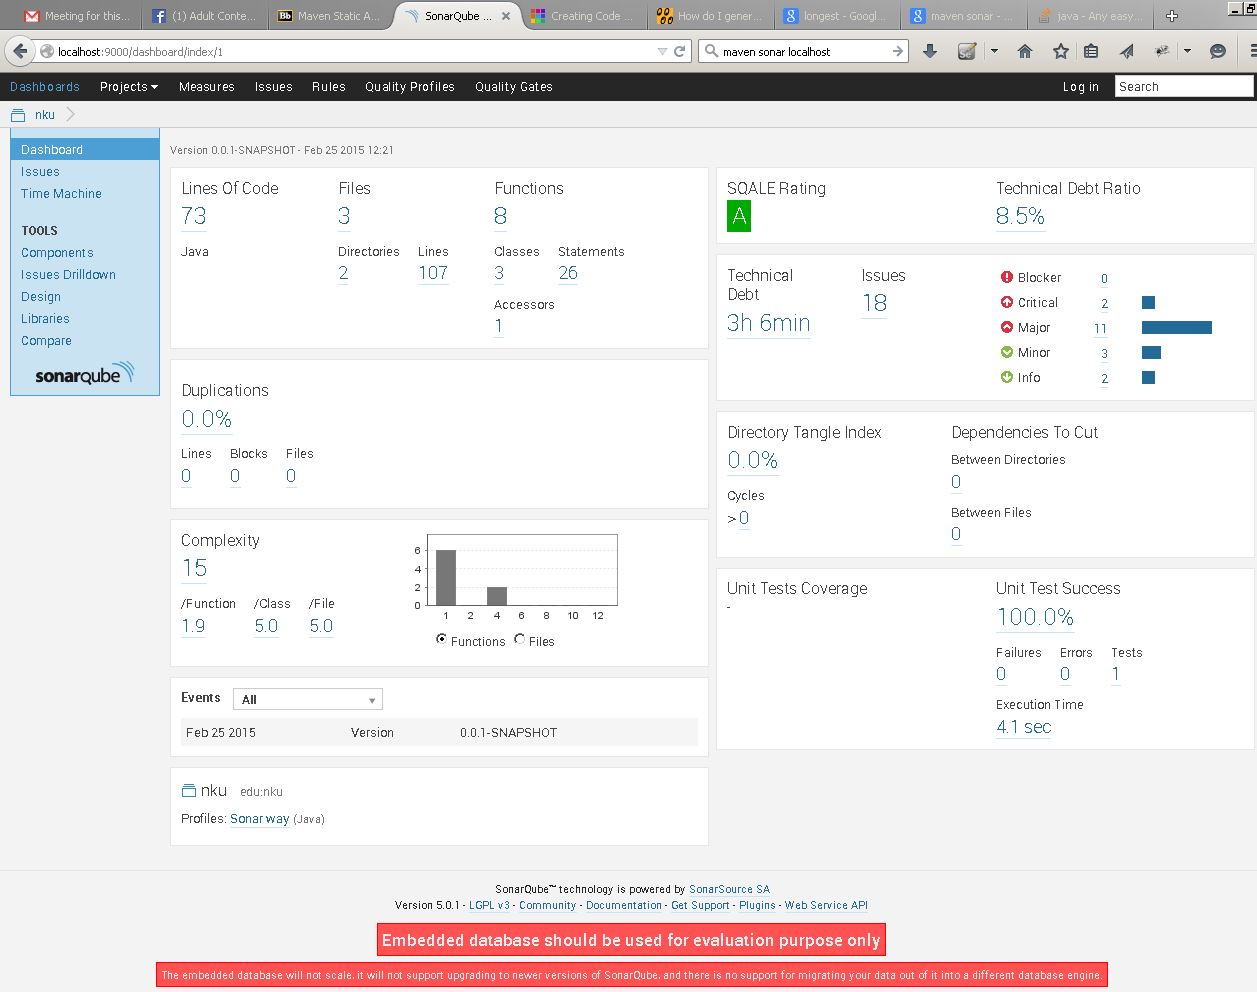 Meeting for this...
(1) Adult Conte...
Maven Static A...
SonarQube ...
Creating Code ...
How do I gener...
longest - Googl...
maven sonar - ...
java - Any easy...
localhost:9000/dashboard/index/1
maven sonar localhost
Dashboards Projects Measures Issues Rules Quality Profiles Quality Gates Log in Search
nku
Dashboard
Issues
Time Machine
TOOLS
Components
Issues Drilldown
Design
Libraries
Compare
sonarqube
Version 0.0.1-SNAPSHOT - Feb 25 2015 12:21
Lines Of Code Files Functions
73 3 8
Java Directories Lines Classes Statements
2 107 3 26
Accessors
1
Duplications
0.0%
Lines Blocks Files
0 0 0
Complexity
15
/Function /Class /File
1.9 5.0 5.0
6
4
2
0
1 2 4 6 8 10 12
Functions Files
Events All
Feb 25 2015 Version 0.0.1-SNAPSHOT
nku edu:nku
Profiles: Sonar way (Java)
SQALE Rating Technical Debt Ratio
A 8.5%
Technical Debt
3h 6min
Issues
18
Blocker 0
Critical 2
Major 11
Minor 3
Info 2
Directory Tangle Index
0.0%
Cycles
> 0
Dependencies To Cut
Between Directories
0
Between Files
0
Unit Tests Coverage
-
Unit Test Success
100.0%
Failures Errors Tests
0 0 1
Execution Time
4.1 sec
SonarQube™ technology is powered by SonarSource SA
Version 5.0.1 - LGPL v3 - Community - Documentation - Get Support - Plugins - Web Service API
Embedded database should be used for evaluation purpose only
The embedded database will not scale, it will not support upgrading to newer versions of SonarQube, and there is no support for migrating your data out of it into a different database engine.